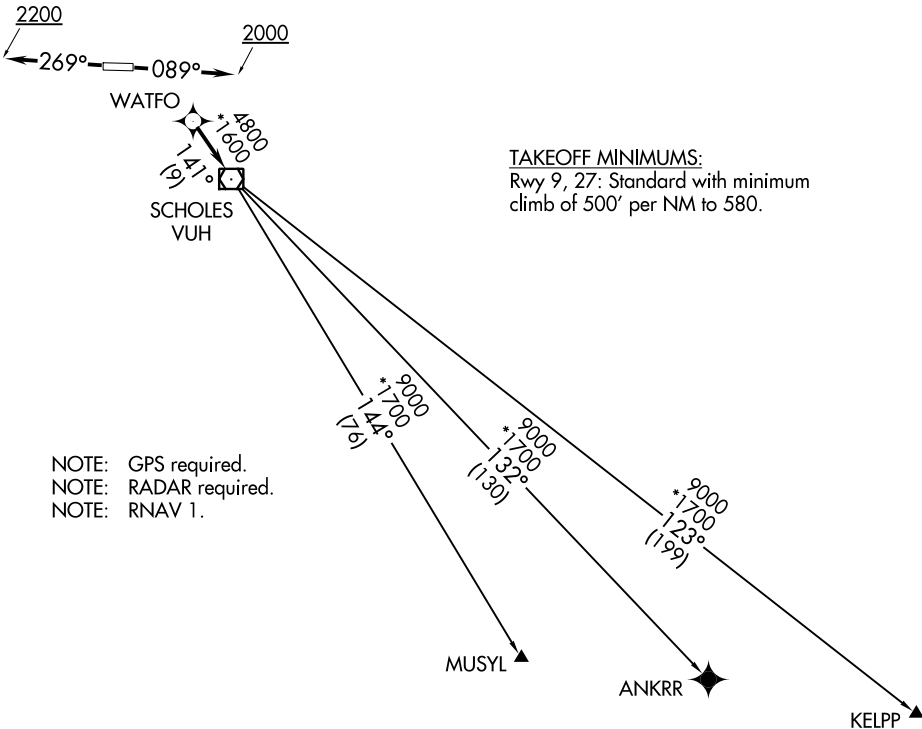 2200
2000
269°
089°
WATFO
4800
*1600
141°
(9)
SCHOLES
VUH
TAKEOFF MINIMUMS:
Rwy 9, 27: Standard with minimum
climb of 500' per NM to 580.
9000
*1700
144°
(76)
9000
*1700
132°
(130)
9000
*1700
123°
(199)
NOTE: GPS required.
NOTE: RADAR required.
NOTE: RNAV 1.
MUSYL
ANKRR
KELPP